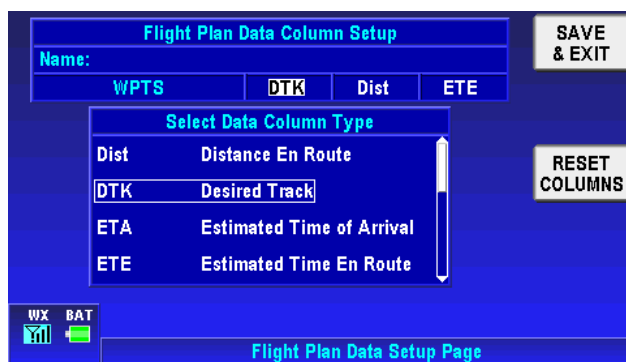 Flight Plan Data Column Setup
Name:
WPTS DTK Dist ETE
SAVE
& EXIT
Select Data Column Type
Dist Distance En Route
DTK Desired Track
ETA Estimated Time of Arrival
ETE Estimated Time En Route
RESET
COLUMNS
WX BAT
Flight Plan Data Setup Page